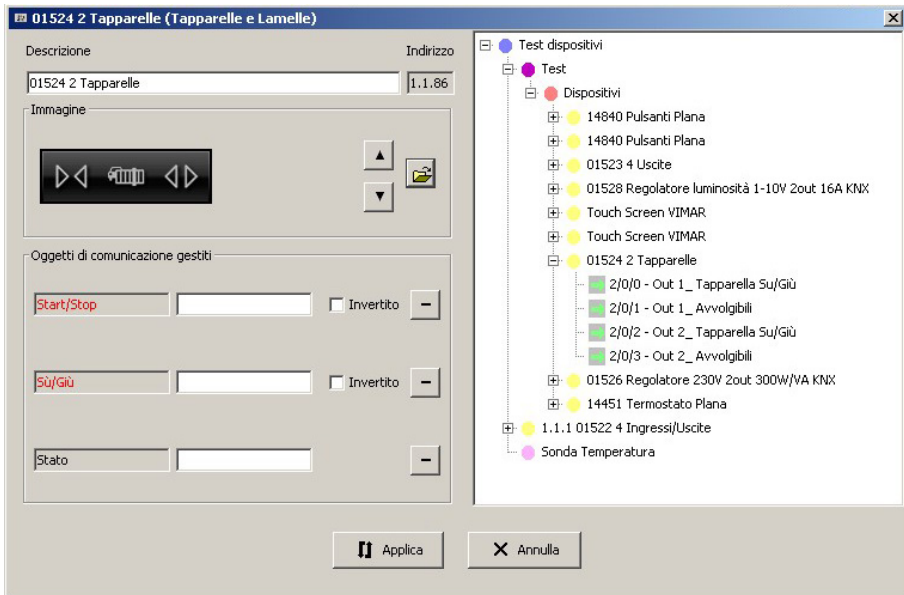 01524 2 Tapparelle (Tapparelle e Lamelle)
Descrizione
Indirizzo
01524 2 Tapparelle
1.1.86
Immagine
Oggetti di comunicazione gestiti
Start/Stop
Invertito
Sù/Giù
Invertito
Stato
Test dispositivi
Test
Dispositivi
14840 Pulsanti Plana
14840 Pulsanti Plana
01523 4 Uscite
01528 Regolatore luminosità 1-10V 2out 16A KNX
Touch Screen VIMAR
Touch Screen VIMAR
01524 2 Tapparelle
2/0/0 - Out 1_ Tapparella Su/Giù
2/0/1 - Out 1_ Avvolgibili
2/0/2 - Out 2_ Tapparella Su/Giù
2/0/3 - Out 2_ Avvolgibili
01526 Regolatore 230V 2out 300W/VA KNX
14451 Termostato Plana
1.1.1 01522 4 Ingressi/Uscite
Sonda Temperatura
Applica
Annulla